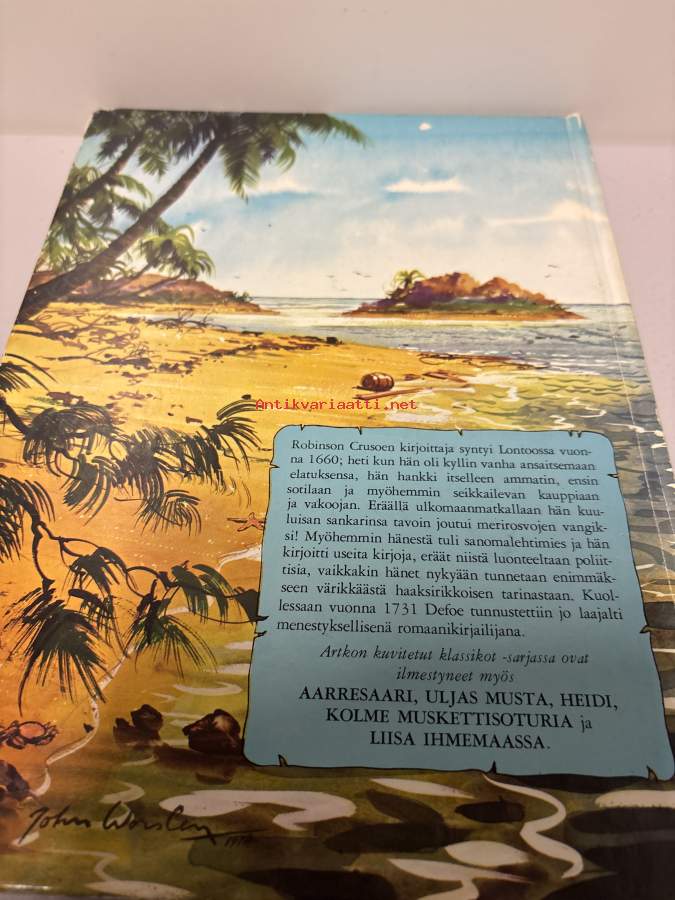 Antikvariaatti.net
Robinson Crusoen kirjoittaja syntyi Lontoossa vuon-
na 1660; heti kun hän oli kyllin vanha ansaitsemaan
elatuksensa, hän hankki itselleen ammatin, ensin
sotilaan ja myöhemmin seikkailevan kauppiaan
ja vakoojan. Eräällä ulkomaanmatkallaan hän kuu-
luisan sankarinsa tavoin joutui merirosvojen vangik-
si! Myöhemmin hänestä tuli sanomalehtimies ja hän
kirjoitti useita kirjoja, eräät niistä luonteeltaan poliit-
tisia, vaikkakin hänet nykyään tunnetaan enimmäk-
seen värikkäästä haaksirikkoisen tarinastaan. Kuol-
lessaan vuonna 1731 Defoe tunnustettiin jo laajalti
menestyksellisenä romaanikirjailijana.
Artkon kuvitetut klassikot -sarjassa ovat
ilmestyneet myös
AARRESAARI, ULJAS MUSTA, HEIDI,
KOLME MUSKETTISOTURIA ja
LIISA IHMEMAASSA.
John Worsley